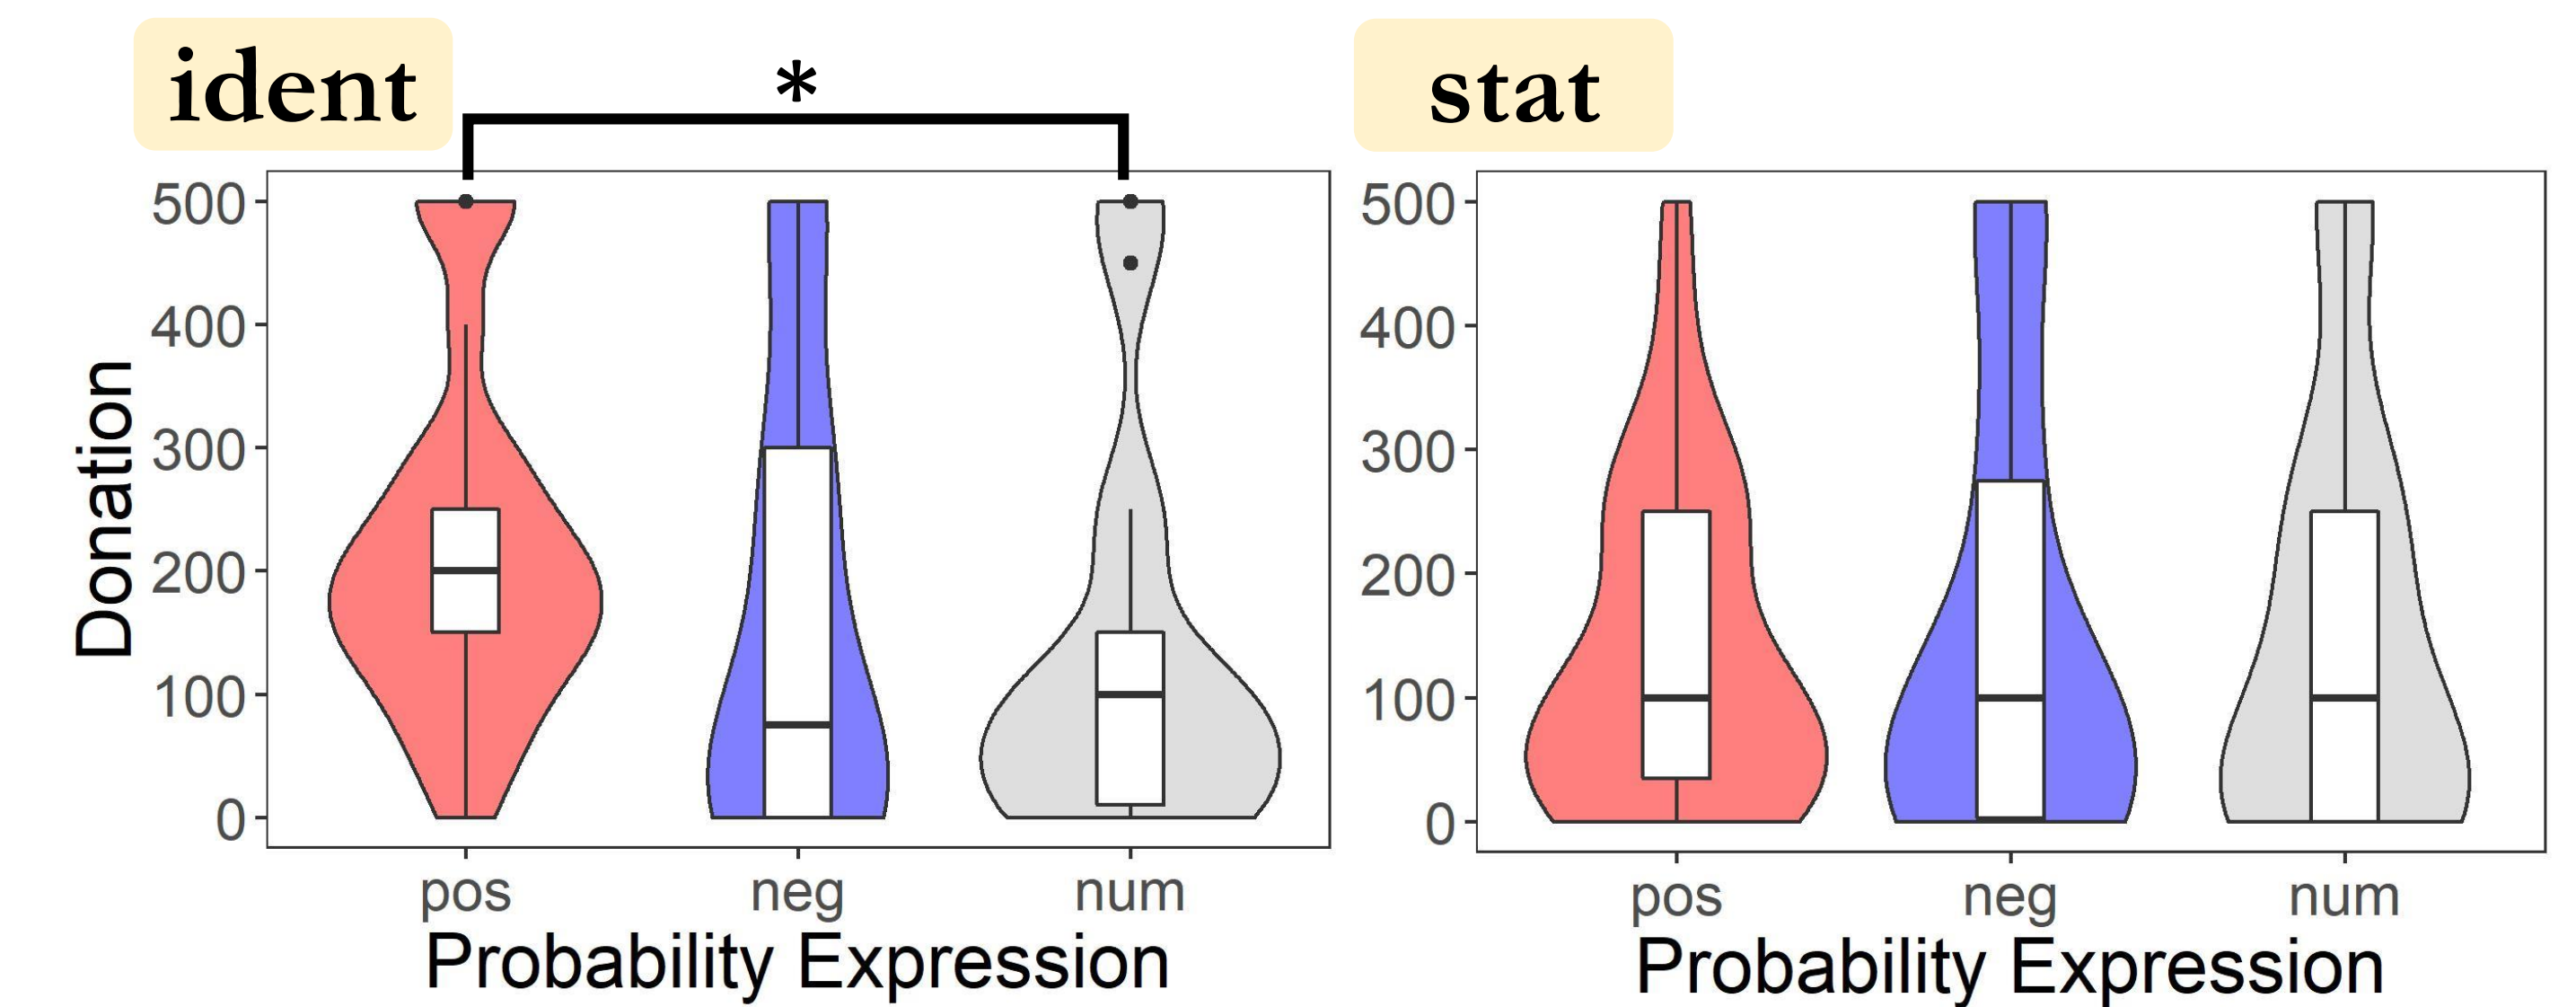 ident
*
stat
Donation
500
400
300
200
100
0
pos neg num
Probability Expression
500
400
300
200
100
0
pos neg num
Probability Expression